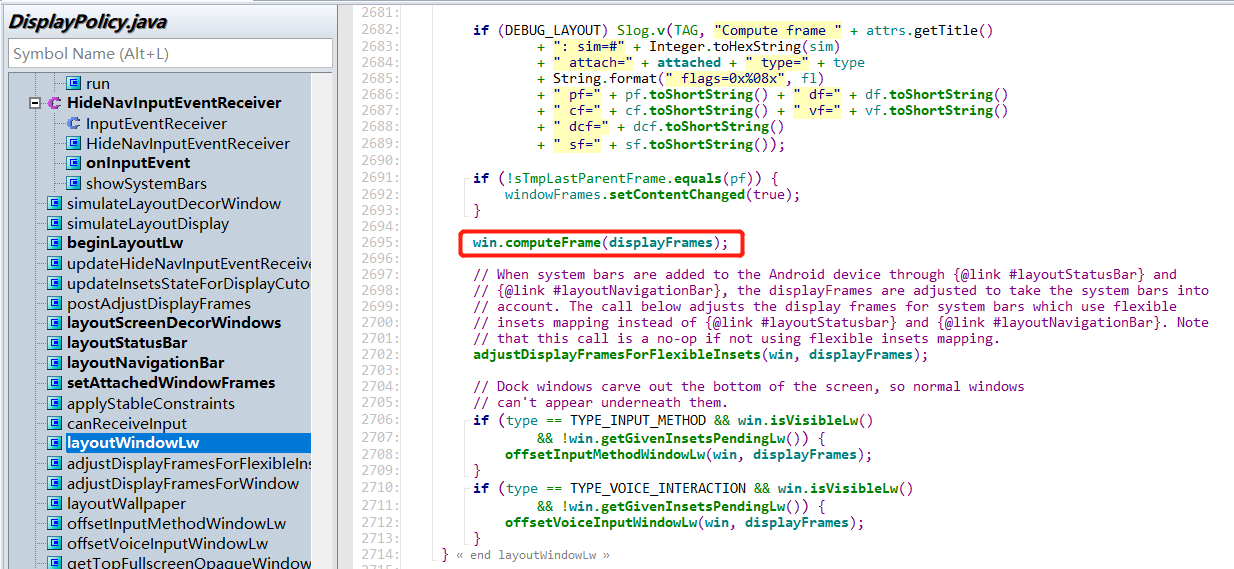 DisplayPolicy.java
Symbol Name (Alt+L)
run
HideNavInputEventReceiver
InputEventReceiver
HideNavInputEventReceiver
onInputEvent
showSystemBars
simulateLayoutDecorWindow
simulateLayoutDisplay
beginLayoutLw
updateHideNavInputEventReceive
updateInsetsStateForDisplayCuto
postAdjustDisplayFrames
layoutScreenDecorWindows
layoutStatusBar
layoutNavigationBar
setAttachedWindowFrames
applyStableConstraints
canReceiveInput
layoutWindowLw
adjustDisplayFramesForFlexibleIns
adjustDisplayFramesForWindow
layoutWallpaper
offsetInputMethodWindowLw
offsetVoiceInputWindowLw
getTopFullscreenOpaqueWindow
2681:
2682: if (DEBUG_LAYOUT) Slog.v(TAG, "Compute frame " + attrs.getTitle()
2683: + ": sim=#" + Integer.toHexString(sim)
2684: + " attach=" + attached + " type=" + type
2685: + String.format(" flags=0x%08x", fl)
2686: + " pf=" + pf.toShortString() + " df=" + df.toShortString()
2687: + " cf=" + cf.toShortString() + " vf=" + vf.toShortString()
2688: + " dcf=" + dcf.toShortString()
2689: + " sf=" + sf.toShortString());
2690:
2691: if (!sTmpLastParentFrame.equals(pf)) {
2692: windowFrames.setContentChanged(true);
2693: }
2694:
2695: win.computeFrame(displayFrames);
2696:
2697: // When system bars are added to the Android device through {@link #layoutStatusBar} and
2698: // {@link #layoutNavigationBar}, the displayFrames are adjusted to take the system bars into
2699: // account. The call below adjusts the display frames for system bars which use flexible
2700: // insets mapping instead of {@link #layoutStatusbar} and {@link #layoutNavigationBar}. Note
2701: // that this call is a no-op if not using flexible insets mapping.
2702: adjustDisplayFramesForFlexibleInsets(win, displayFrames);
2703:
2704: // Dock windows carve out the bottom of the screen, so normal windows
2705: // can't appear underneath them.
2706: if (type == TYPE_INPUT_METHOD && win.isVisibleLw()
2707: && !win.getGivenInsetsPendingLw()) {
2708: offsetInputMethodWindowLw(win, displayFrames);
2709: }
2710: if (type == TYPE_VOICE_INTERACTION && win.isVisibleLw()
2711: && !win.getGivenInsetsPendingLw()) {
2712: offsetVoiceInputWindowLw(win, displayFrames);
2713: }
2714: } « end layoutWindowLw »